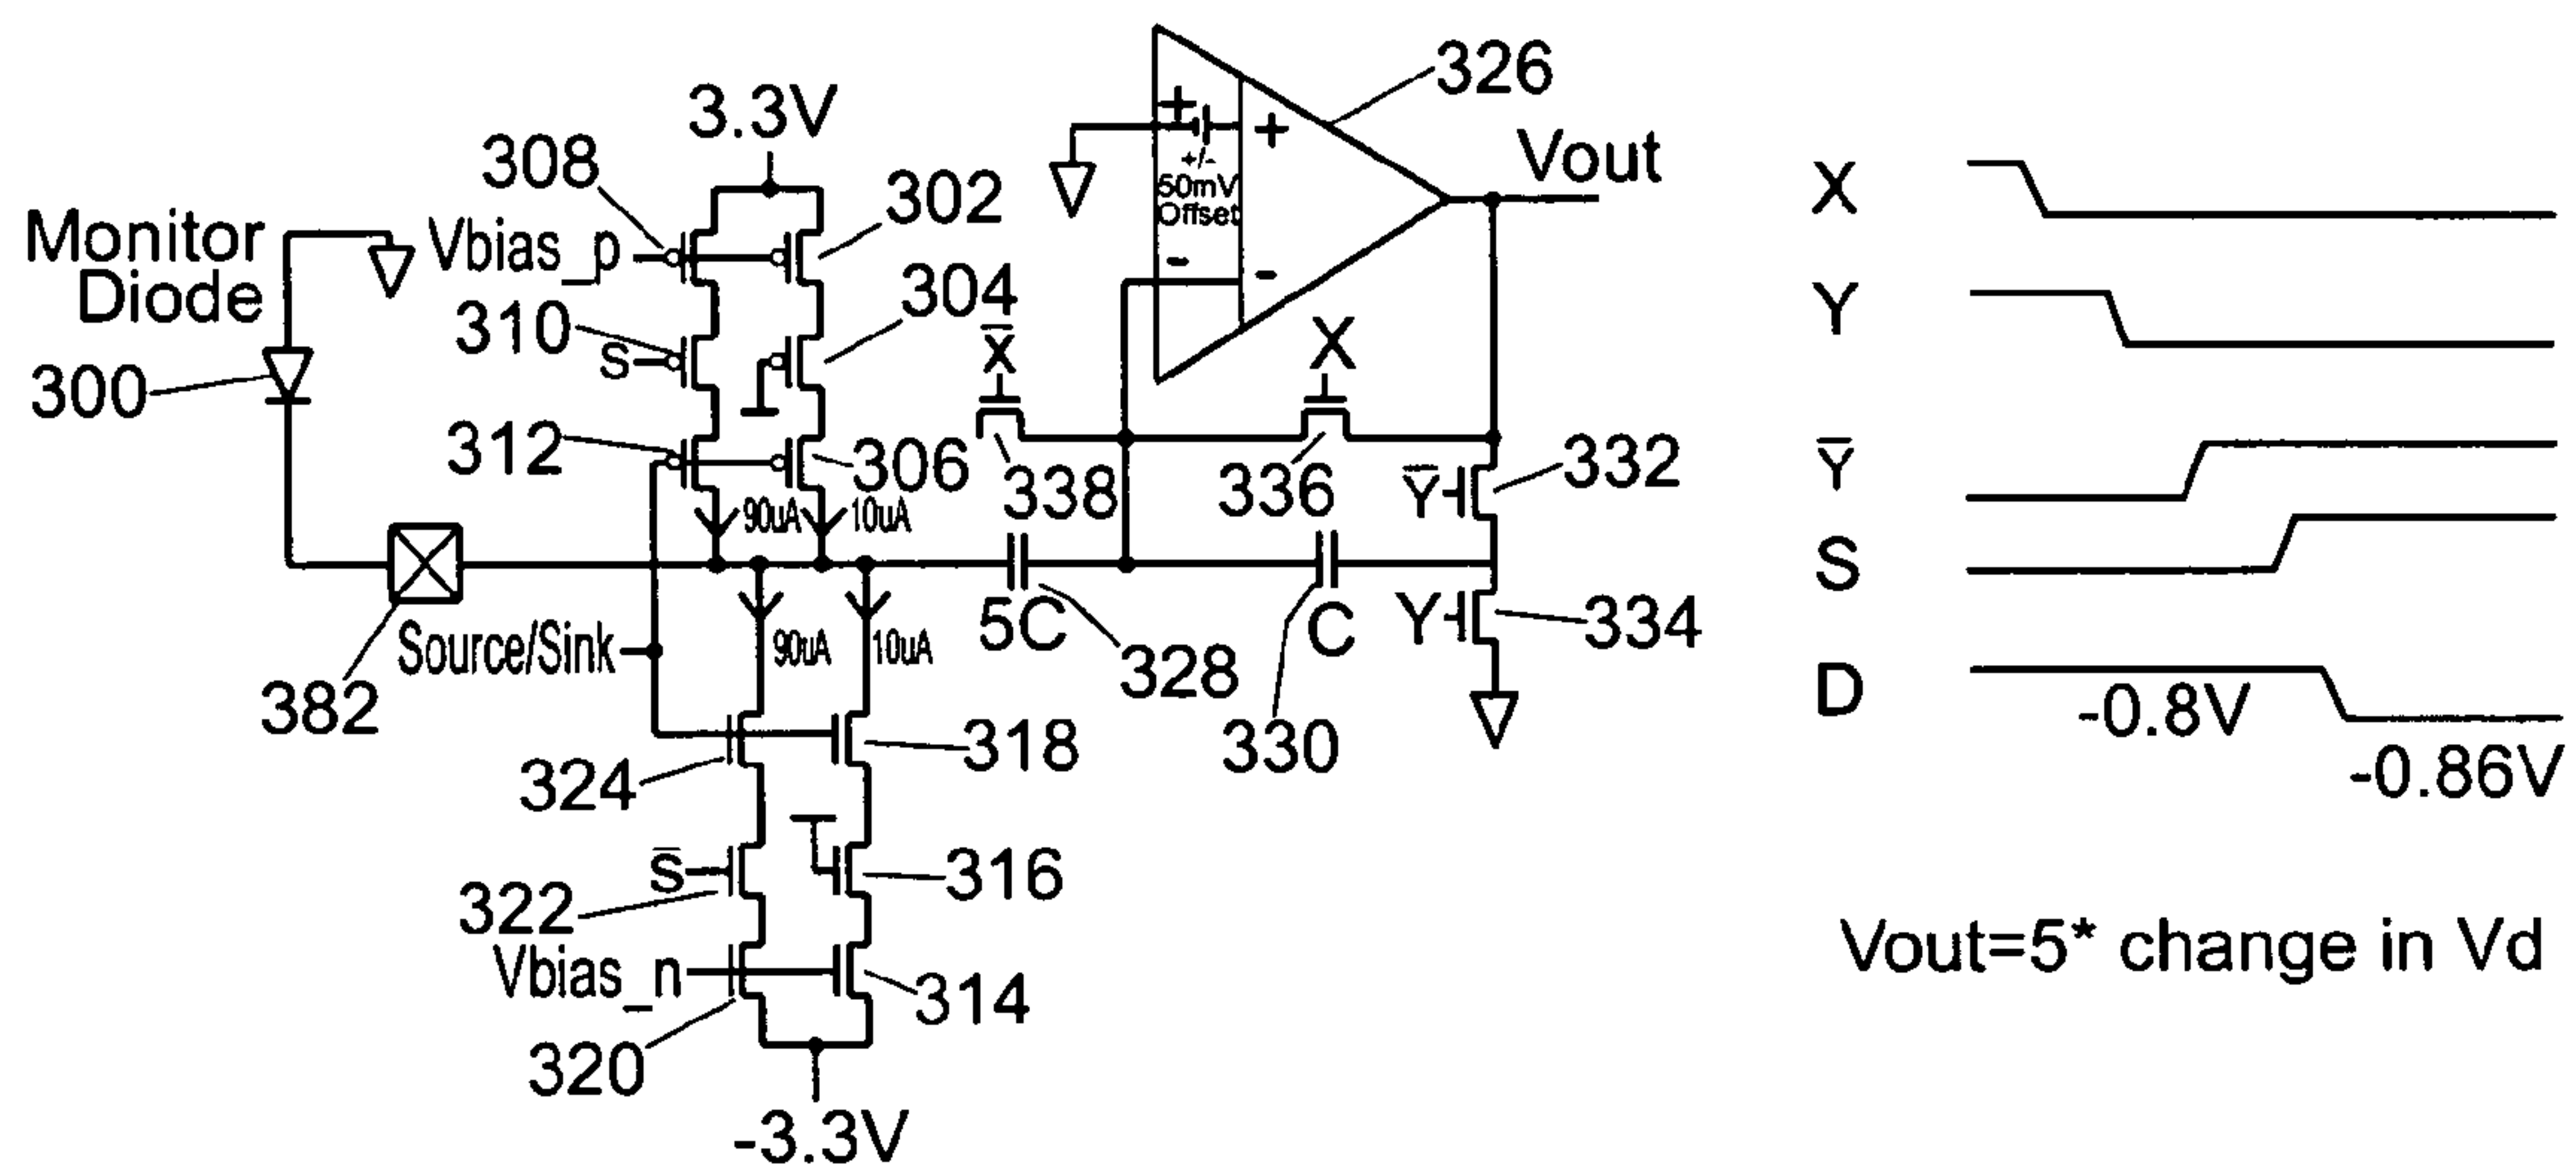 326
3.3V
Vout
308
302
Monitor
Diode
Vbias_p
+
+
+/-
50mV
Offset
-
-
X
Y
Y̅
S
D
-0.8V
-0.86V
310
304
S
300
X̅
X
312
306
338
336
Y̅
332
90uA
10uA
5C
C
Y
334
Source/Sink
90uA
10uA
328
330
382
324
318
S̅
316
322
Vbias_n
314
320
-3.3V
Vout=5* change in Vd